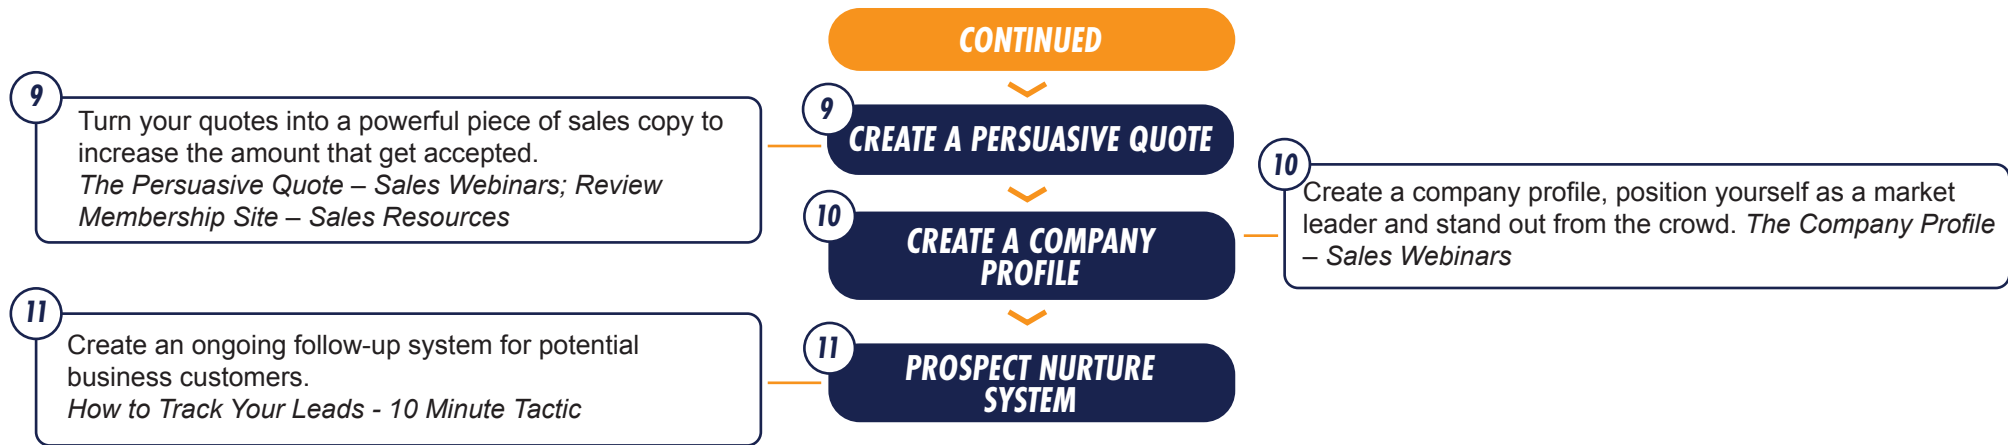 CONTINUED
9
Turn your quotes into a powerful piece of sales copy to
increase the amount that get accepted.
The Persuasive Quote – Sales Webinars; Review
Membership Site – Sales Resources
9
CREATE A PERSUASIVE QUOTE
10
CREATE A COMPANY
PROFILE
10
Create a company profile, position yourself as a market
leader and stand out from the crowd. The Company Profile
– Sales Webinars
11
Create an ongoing follow-up system for potential
business customers.
How to Track Your Leads - 10 Minute Tactic
11
PROSPECT NURTURE
SYSTEM